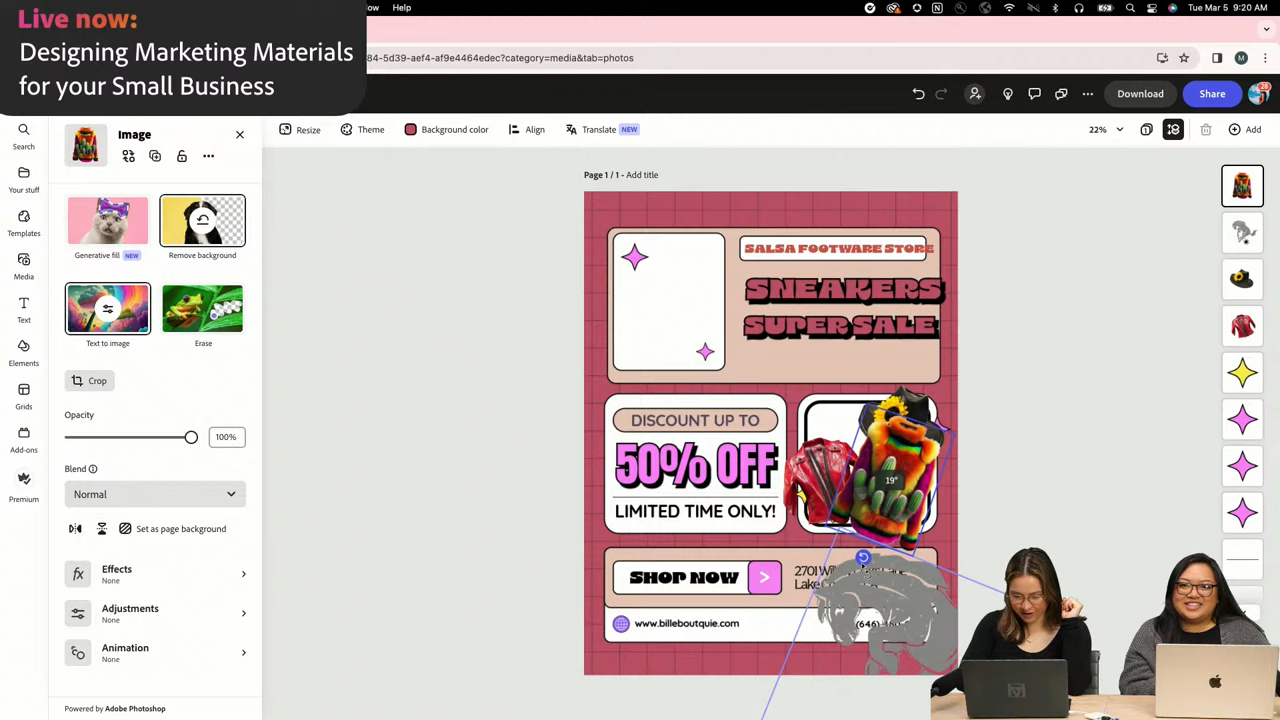 Live now:
Designing Marketing Materials
for your Small Business
Help
Tue Mar 5 9:20 AM
84-5d39-aef4-af9e4464edec?category=media&tab=photos
Download
Share
28
Search
Your stuff
Templates
Media
Text
Elements
Grids
Add-ons
Premium
Image
Generative fill NEW
Remove background
Text to image
Erase
Crop
Opacity
100%
Blend
Normal
Set as page background
Effects
None
Adjustments
None
Animation
None
Powered by Adobe Photoshop
Resize
Theme
Background color
Align
Translate NEW
22%
Add
Page 1 / 1 - Add title
SALSA FOOTWARE STORE
SNEAKERS
SUPER SALE
DISCOUNT UP TO
50% OFF
LIMITED TIME ONLY!
19°
SHOP NOW
2701
Lake
www.billeboutquie.com
(646)